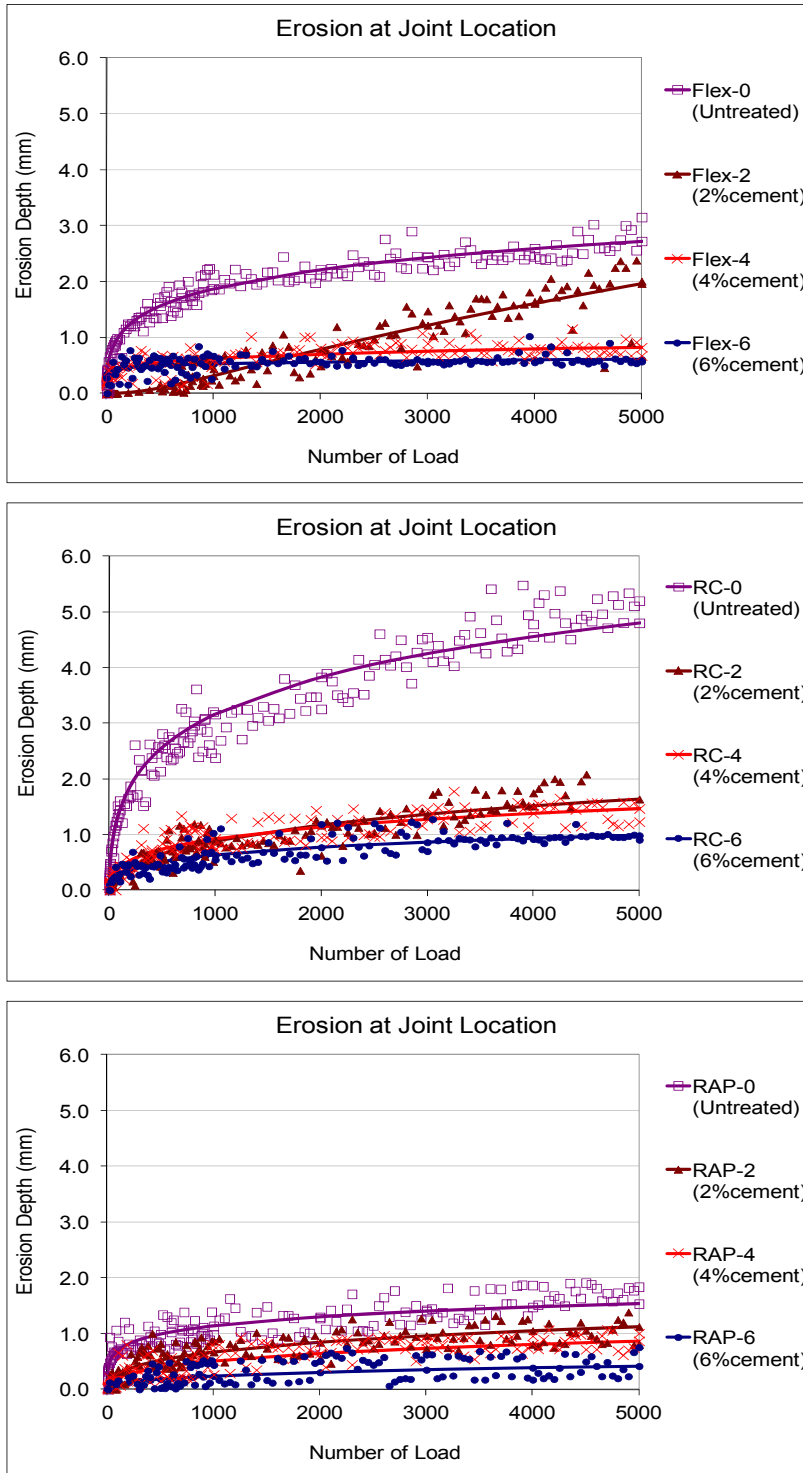 Erosion at Joint Location
6.0
5.0
4.0
3.0
2.0
1.0
0.0
Erosion Depth (mm)
0
1000
2000
3000
4000
5000
Number of Load
Flex-0
(Untreated)
Flex-2
(2%cement)
Flex-4
(4%cement)
Flex-6
(6%cement)
Erosion at Joint Location
6.0
5.0
4.0
3.0
2.0
1.0
0.0
Erosion Depth (mm)
0
1000
2000
3000
4000
5000
Number of Load
RC-0
(Untreated)
RC-2
(2%cement)
RC-4
(4%cement)
RC-6
(6%cement)
Erosion at Joint Location
6.0
5.0
4.0
3.0
2.0
1.0
0.0
Erosion Depth (mm)
0
1000
2000
3000
4000
5000
Number of Load
RAP-0
(Untreated)
RAP-2
(2%cement)
RAP-4
(4%cement)
RAP-6
(6%cement)